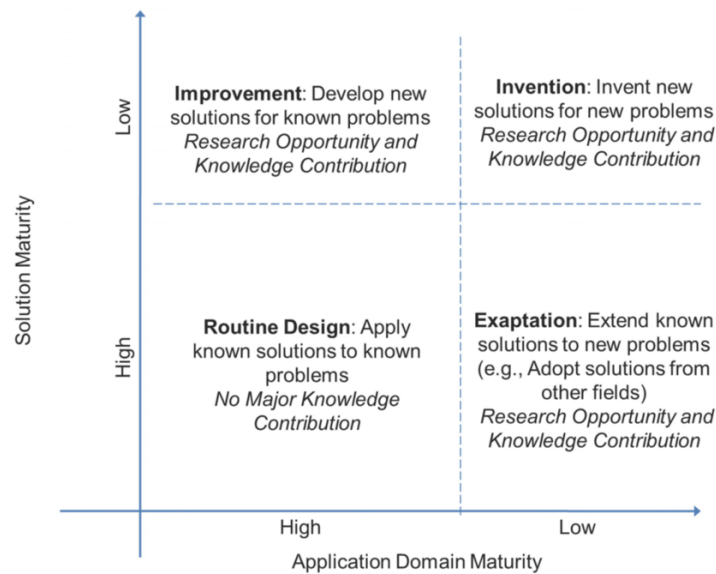 Improvement: Develop new
solutions for known problems
Research Opportunity and
Knowledge Contribution
Invention: Invent new
solutions for new problems
Research Opportunity and
Knowledge Contribution
Low
Solution Maturity
High
Routine Design: Apply
known solutions to known
problems
No Major Knowledge
Contribution
Exaptation: Extend known
solutions to new problems
(e.g., Adopt solutions from
other fields)
Research Opportunity and
Knowledge Contribution
High
Low
Application Domain Maturity